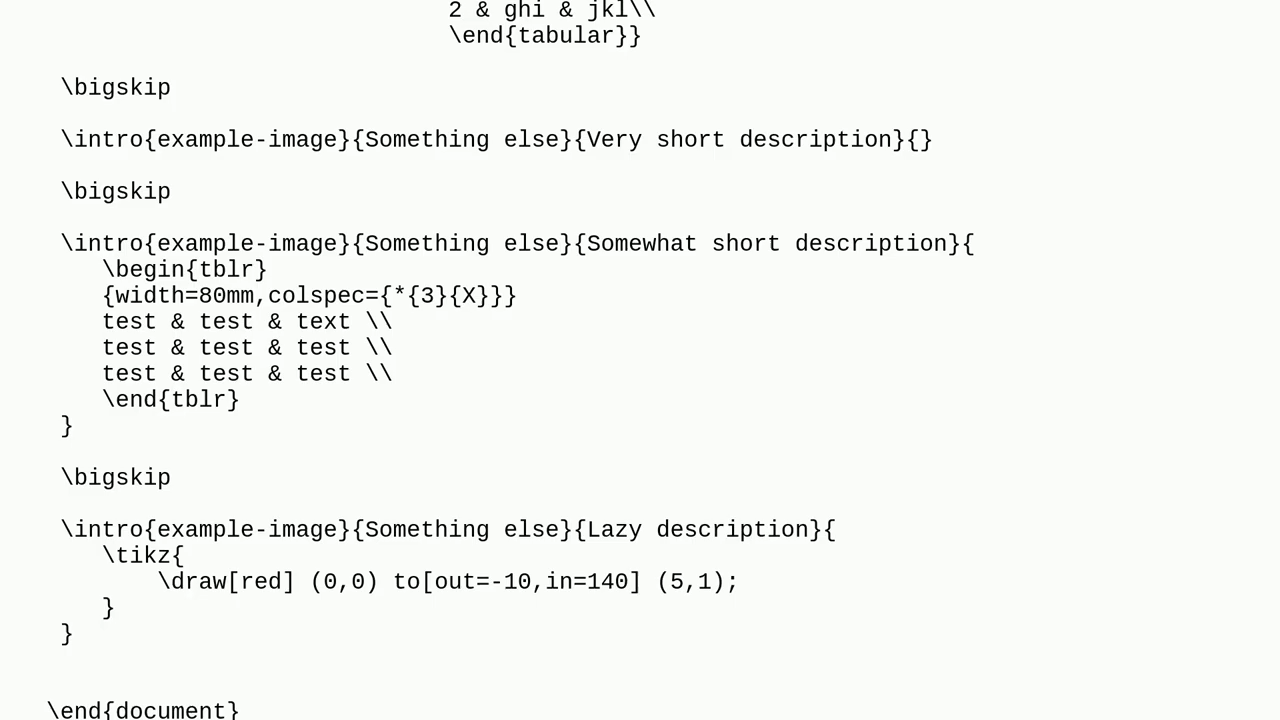 2 & ghi & jkl\\
\end{tabular}}
\bigskip
\intro{example-image}{Something else}{Very short description}{}
\bigskip
\intro{example-image}{Something else}{Somewhat short description}{
\begin{tblr}
{width=80mm,colspec={*{3}{X}}}
test & test & text \\
test & test & test \\
test & test & test \\
\end{tblr}
}
\bigskip
\intro{example-image}{Something else}{Lazy description}{
\tikz{
\draw[red] (0,0) to[out=-10,in=140] (5,1);
}
}
\end{document}